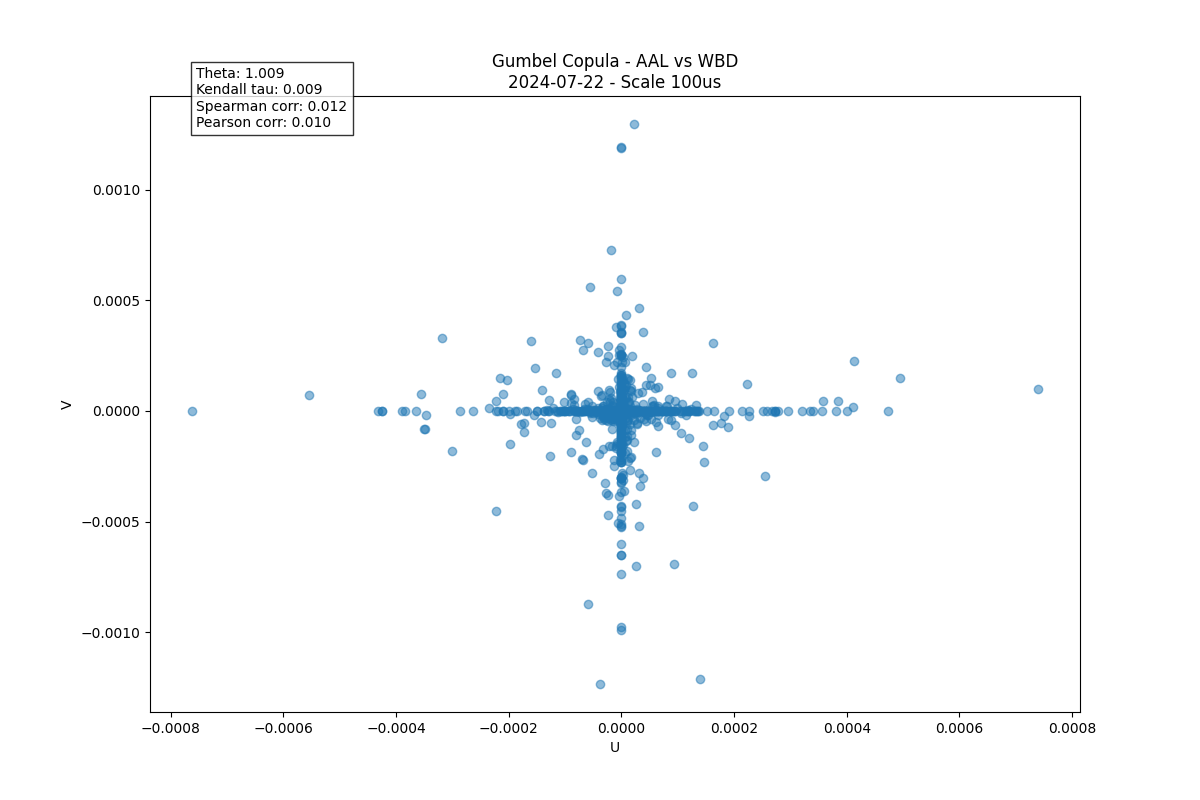 Gumbel Copula - AAL vs WBD
2024-07-22 - Scale 100us
Theta: 1.009
Kendall tau: 0.009
Spearman corr: 0.012
Pearson corr: 0.010
V
0.0010
0.0005
0.0000
−0.0005
−0.0010
−0.0008 −0.0006 −0.0004 −0.0002 0.0000 0.0002 0.0004 0.0006 0.0008
U